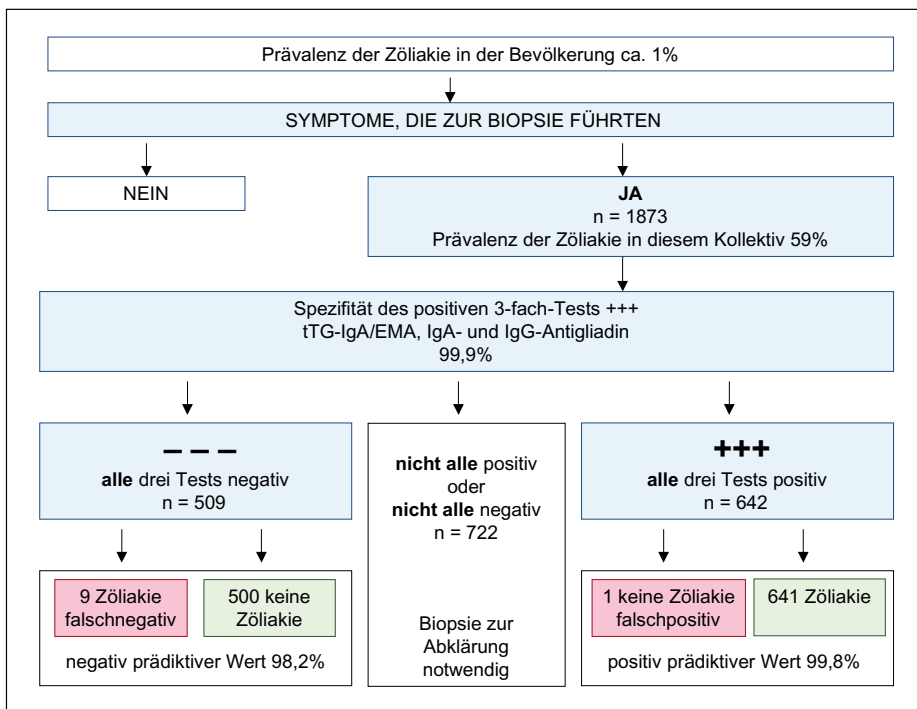 Prävalenz der Zöliakie in der Bevölkerung ca. 1%
SYMPTOME, DIE ZUR BIOPSIE FÜHRTEN
NEIN
JA
n = 1873
Prävalenz der Zöliakie in diesem Kollektiv 59%
Spezifität des positiven 3-fach-Tests +++
tTG-IgA/EMA, IgA- und IgG-Antigliadin
99,9%
– – –
alle drei Tests negativ
n = 509
nicht alle positiv
oder
nicht alle negativ
n = 722
Biopsie zur
Abklärung
notwendig
+++
alle drei Tests positiv
n = 642
9 Zöliakie
falschnegativ
500 keine
Zöliakie
negativ prädiktiver Wert 98,2%
1 keine Zöliakie
falschpositiv
641 Zöliakie
positiv prädiktiver Wert 99,8%